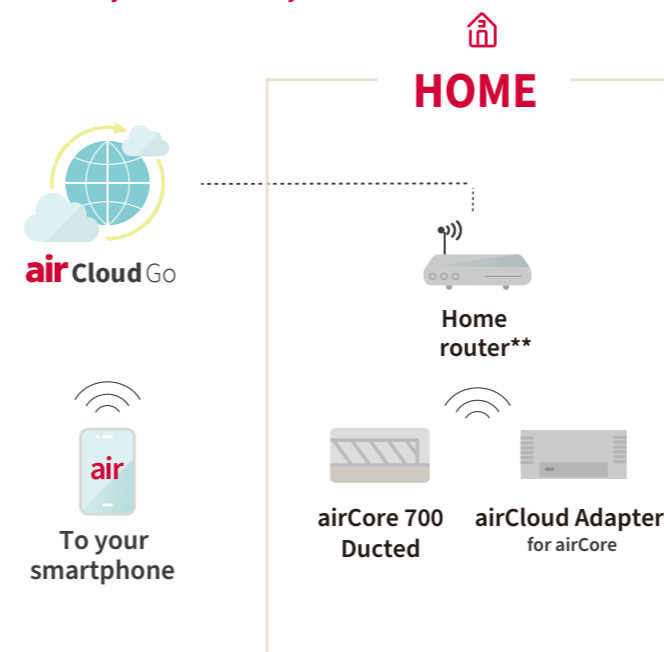 HOME
air Cloud Go
Home
router**
air
To your
smartphone
airCore 700
Ducted
airCloud Adapter
for airCore